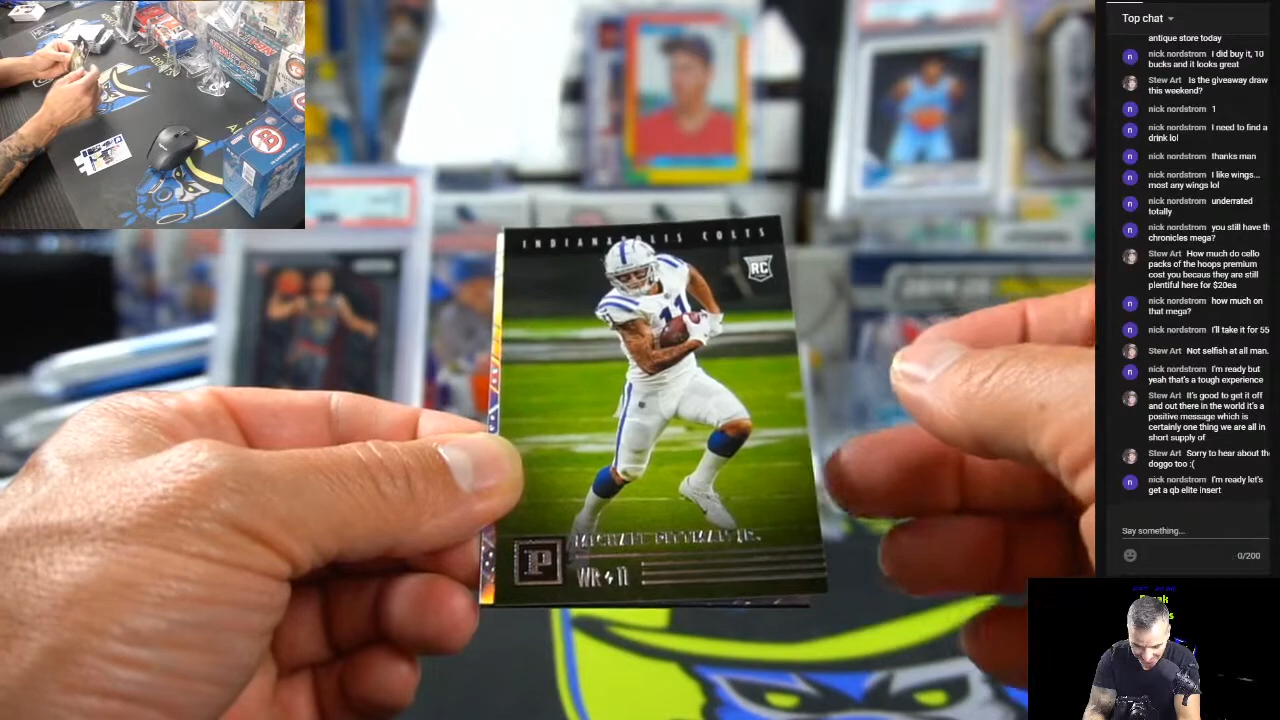 INDIANAPOLIS COLTS
RC
MICHAEL PITTMAN JR.
P
WR 11
B
Top chat
antique store today
n nick nordstrom I did buy it, 10
bucks and it looks great
Stew Art Is the giveaway draw
this weekend?
n nick nordstrom 1
n nick nordstrom I need to find a
drink lol
n nick nordstrom thanks man
n nick nordstrom I like wings...
most any wings lol
n nick nordstrom underrated
totally
n nick nordstrom you still have th
chronicles mega?
Stew Art How much do cello
packs of the hoops premium
cost you becaus they are still
plentiful here for $20ea
n nick nordstrom how much on
that mega?
n nick nordstrom I'll take it for 55
Stew Art Not selfish at all man.
n nick nordstrom I'm ready but
yeah that's a tough experience
Stew Art It's good to get it off
and out there in the world it's a
positive message which is
certainly one thing we are all in
short supply of
Stew Art Sorry to hear about the
doggo too :(
n nick nordstrom I'm ready let's
get a qb elite insert
Say something...
0/200